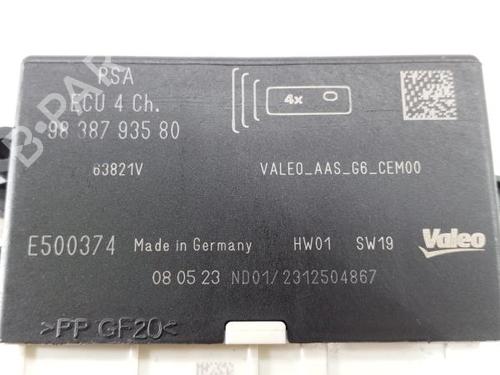 PSA
ECU 4 Ch.
4x
98 387 935 80
63821V
VALEO_AAS_G6_CEM00
E500374 Made in Germany HW01 SW19 Valeo
08 05 23 ND01/2312504867
>PP GF20<
B-PARTS